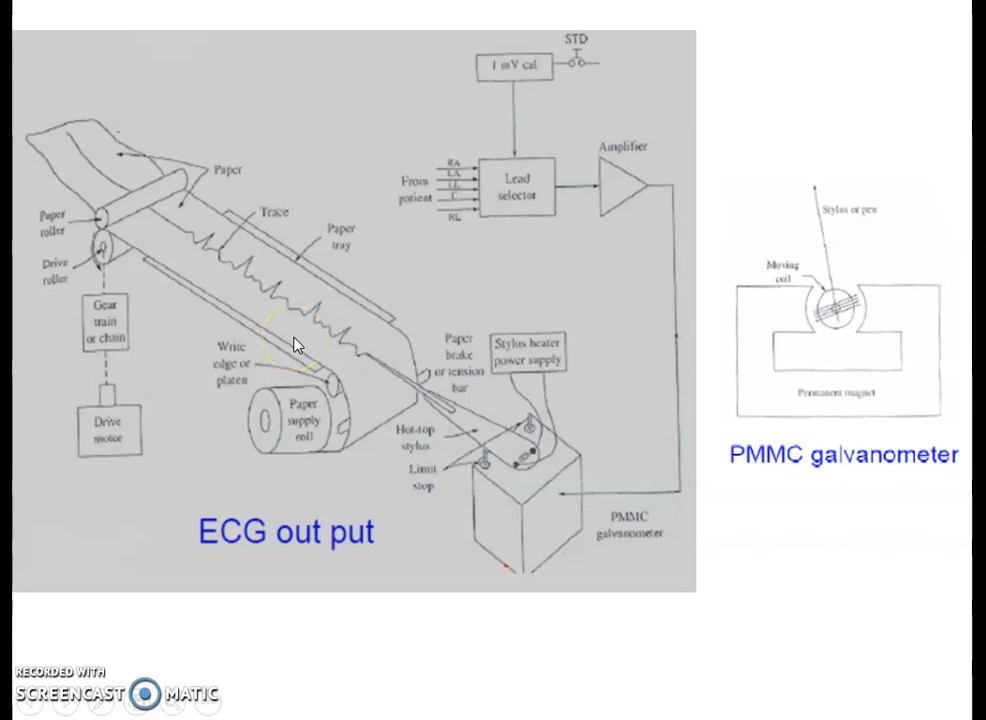 STD
1 mV cal
Amplifier
RA
LA
LL
C
RL
From
patient
Lead
selector
Paper
Paper
roller
Trace
Paper
tray
Drive
roller
Gear
train
or chain
Write
edge or
platen
Paper
brake
or tension
bar
Stylus heater
power supply
Drive
motor
Paper
supply
roll
Hot-top
stylus
Limit
stop
PMMC
galvanometer
ECG out put
Stylus or pen
Moving
coil
Permanent magnet
PMMC galvanometer
RECORDED WITH
SCREENCAST MATIC